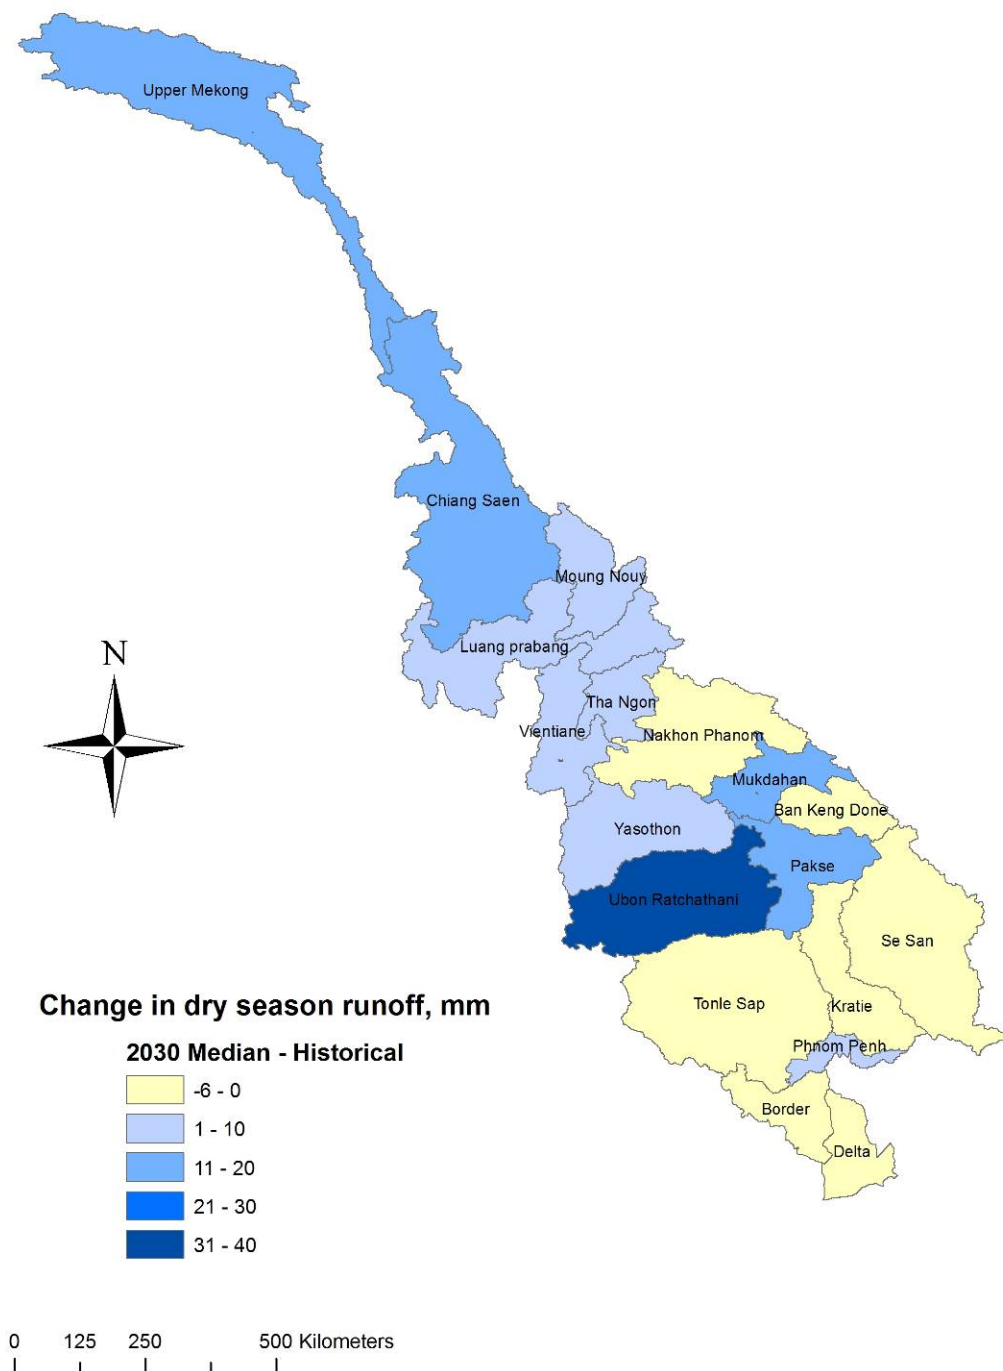 Upper Mekong
Chiang Saen
Moung Nouy
Luang prabang
N
Tha Ngon
Vientiane
Nakhon Phanom
Mukdahan
Ban Keng Done
Yasothon
Pakse
Ubon Ratchathani
Se San
Tonle Sap
Kratie
Phnom Penh
Border
Delta
Change in dry season runoff, mm
2030 Median - Historical
-6 - 0
1 - 10
11 - 20
21 - 30
31 - 40
0 125 250 500 Kilometers